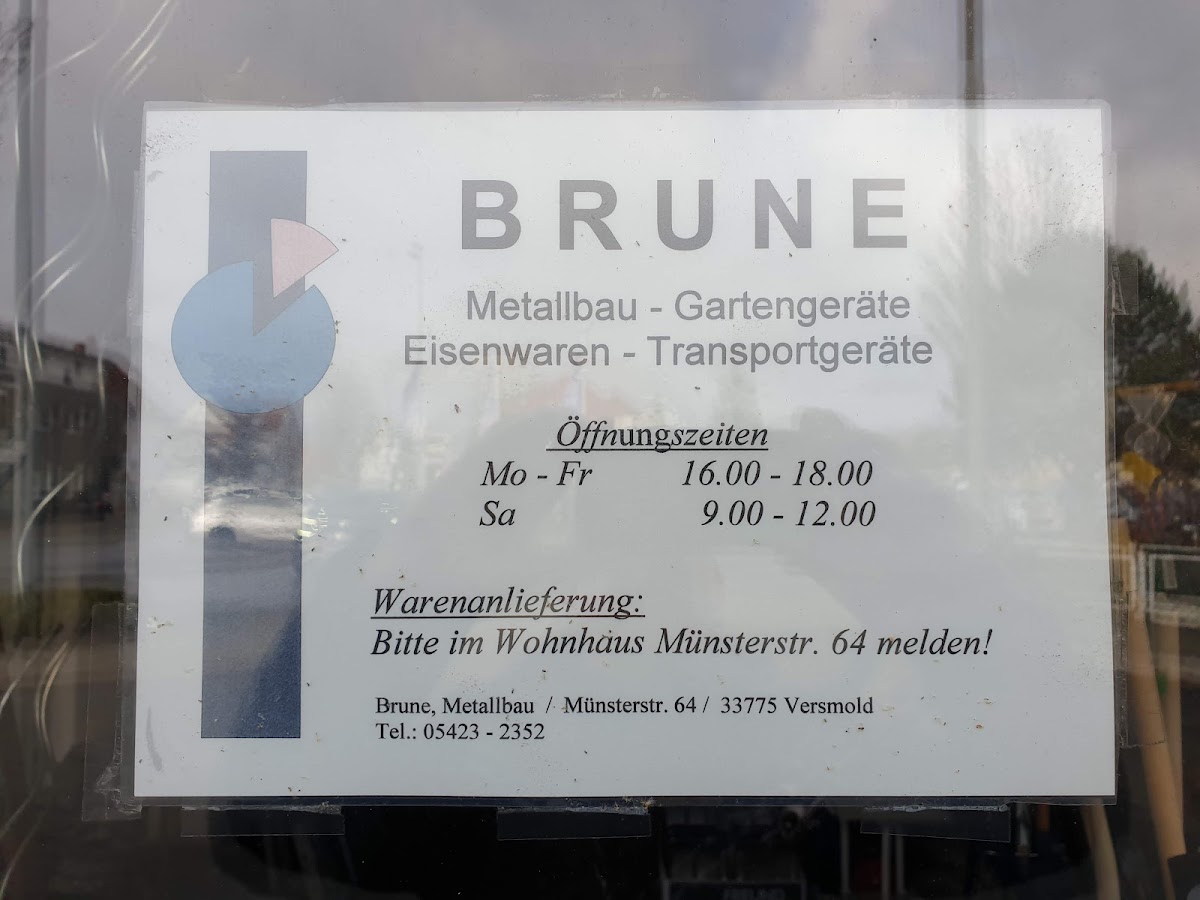 BRUNE
Metallbau - Gartengeräte
Eisenwaren - Transportgeräte
Öffnungszeiten
Mo - Fr 16.00 - 18.00
Sa 9.00 - 12.00
Warenanlieferung:
Bitte im Wohnhaus Münsterstr. 64 melden!
Brune, Metallbau / Münsterstr. 64 / 33775 Versmold
Tel.: 05423 - 2352